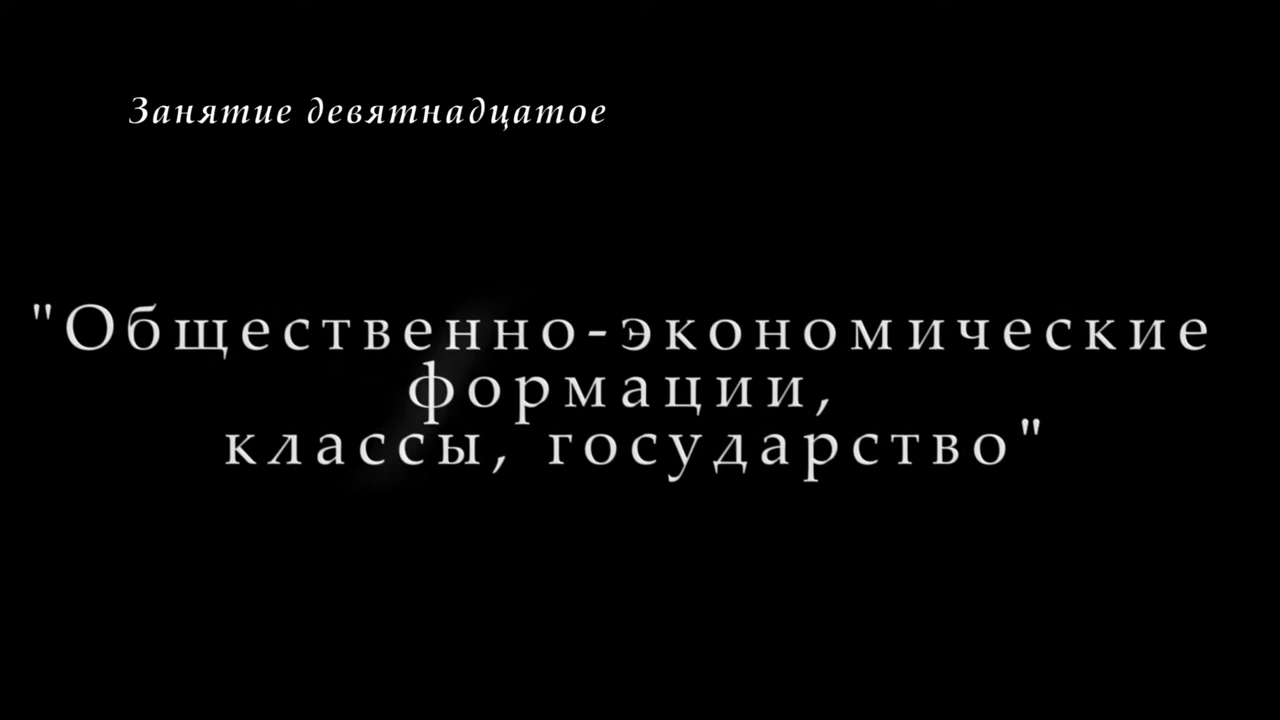 Занятие девятнадцатое
"Общественно-экономические
формации,
классы, государство"